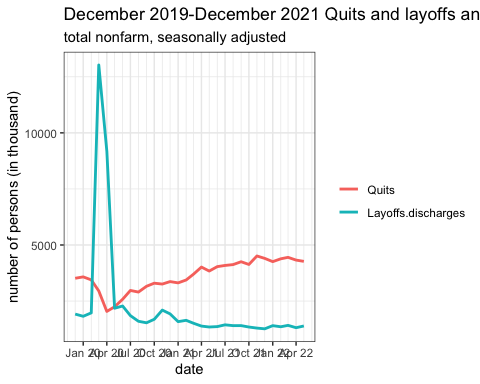 December 2019-December 2021 Quits and layoffs an
total nonfarm, seasonally adjusted
number of persons (in thousand)
10000
5000
Jan 20 Apr 20 Jul 20 Oct 20 Jan 21 Apr 21 Jul 21 Oct 21 Jan 22 Apr 22
date
Quits
Layoffs.discharges